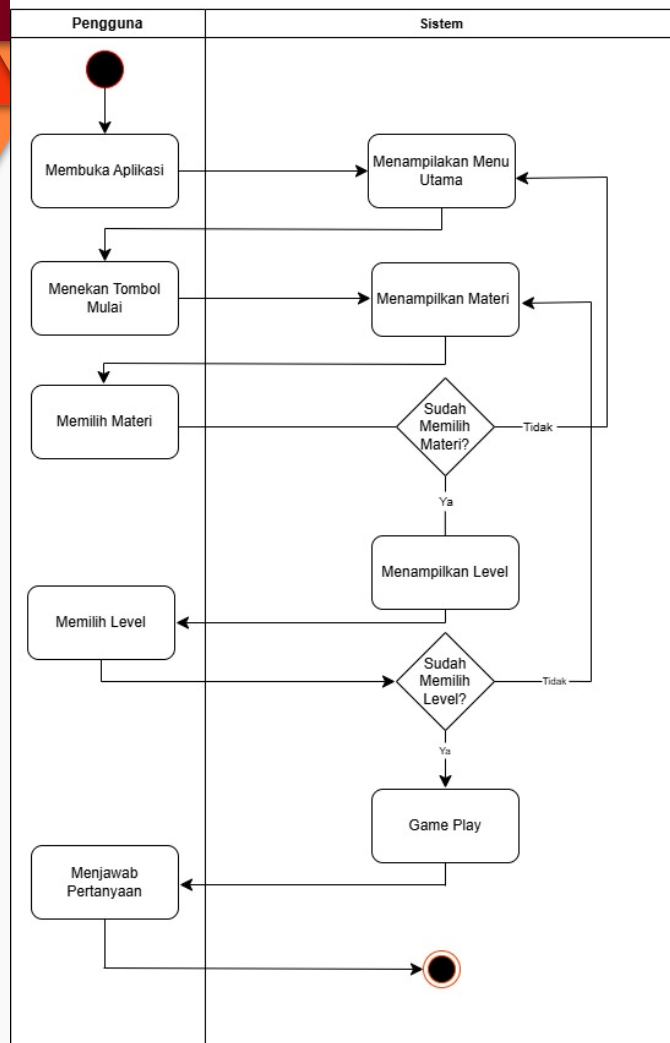 Pengguna
Sistem
Membuka Aplikasi
Menampilakan Menu
Utama
Menekan Tombol
Mulai
Menampilkan Materi
Memilih Materi
Sudah
Memilih
Materi?
Tidak
Ya
Menampilkan Level
Memilih Level
Sudah
Memilih
Level?
Tidak
Ya
Game Play
Menjawab
Pertanyaan